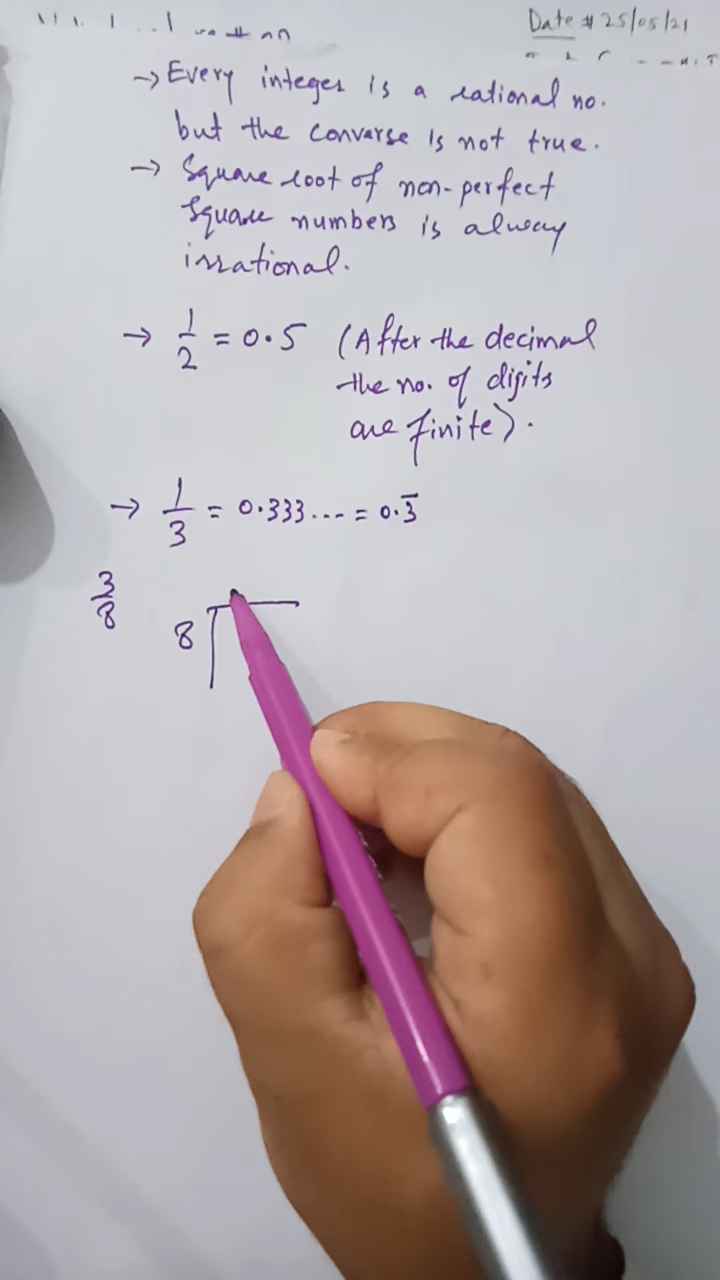 Date # 25/05/21
→ Every integer is a rational no.
but the converse is not true.
→ Square root of non-perfect
square numbers is alway
irrational.
→ 1/2 = 0.5 (After the decimal
the no. of digits
are finite).
→ 1/3 = 0.333... = 0.3̅
3/8 8